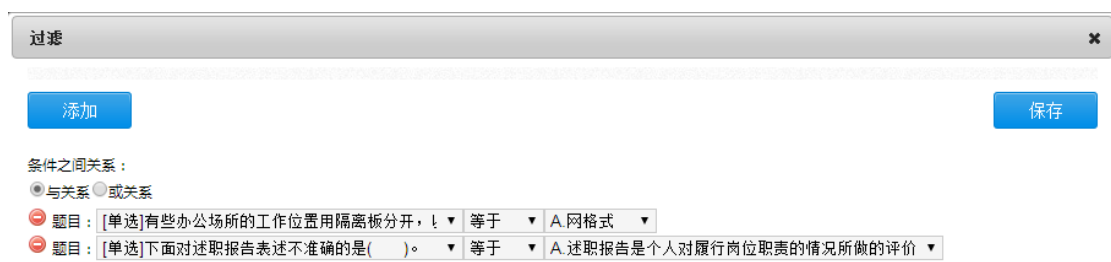 过滤
添加 保存
条件之间关系：
与关系 或关系
题目： [单选]有些办公场所的工作位置用隔离板分开， 等于 A.网格式
题目： [单选]下面对述职报告表述不准确的是( )。 等于 A.述职报告是个人对履行岗位职责的情况所做的评价